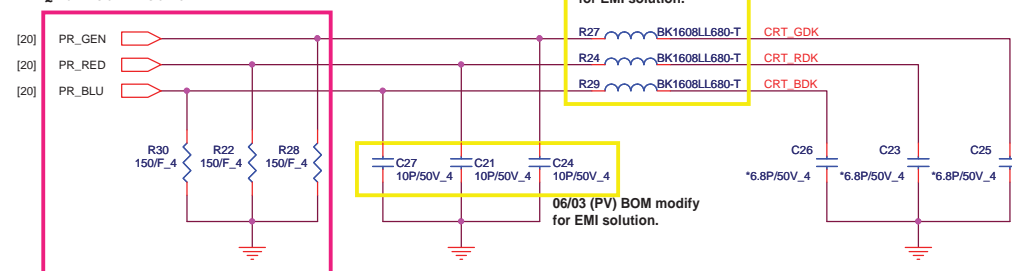 for EMI solution.
[20] PR_GEN R27 BK1608LL680-T CRT_GDK
[20] PR_RED R24 BK1608LL680-T CRT_RDK
[20] PR_BLU R29 BK1608LL680-T CRT_BDK
R30 R22 R28 C27 C21 C24 C26 C23 C25
150/F_4 150/F_4 150/F_4 10P/50V_4 10P/50V_4 10P/50V_4 *6.8P/50V_4 *6.8P/50V_4 *6.8P/50V_4
06/03 (PV) BOM modify
for EMI solution.